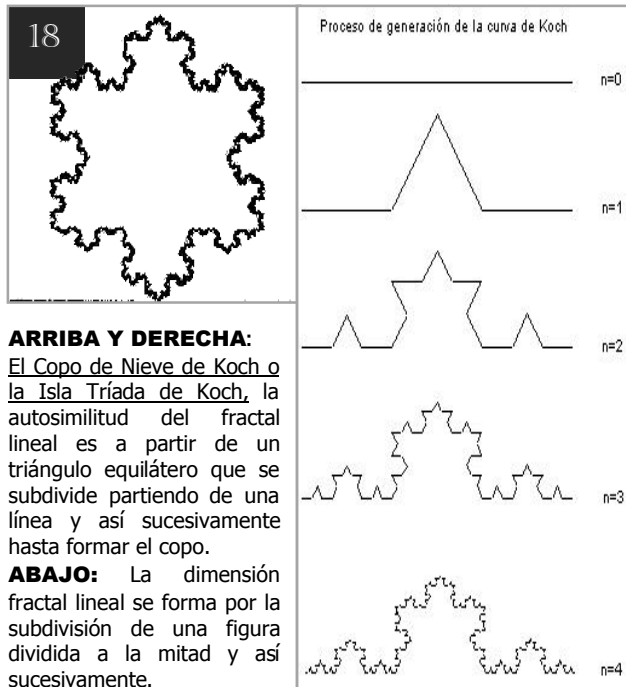 18
ARRIBA Y DERECHA:
El Copo de Nieve de Koch o
la Isla Tríada de Koch, la
autosimilitud del fractal
lineal es a partir de un
triángulo equilátero que se
subdivide partiendo de una
línea y así sucesivamente
hasta formar el copo.
ABAJO: La dimensión
fractal lineal se forma por la
subdivisión de una figura
dividida a la mitad y así
sucesivamente.
Proceso de generación de la curva de Koch
n=0
n=1
n=2
n=3
n=4